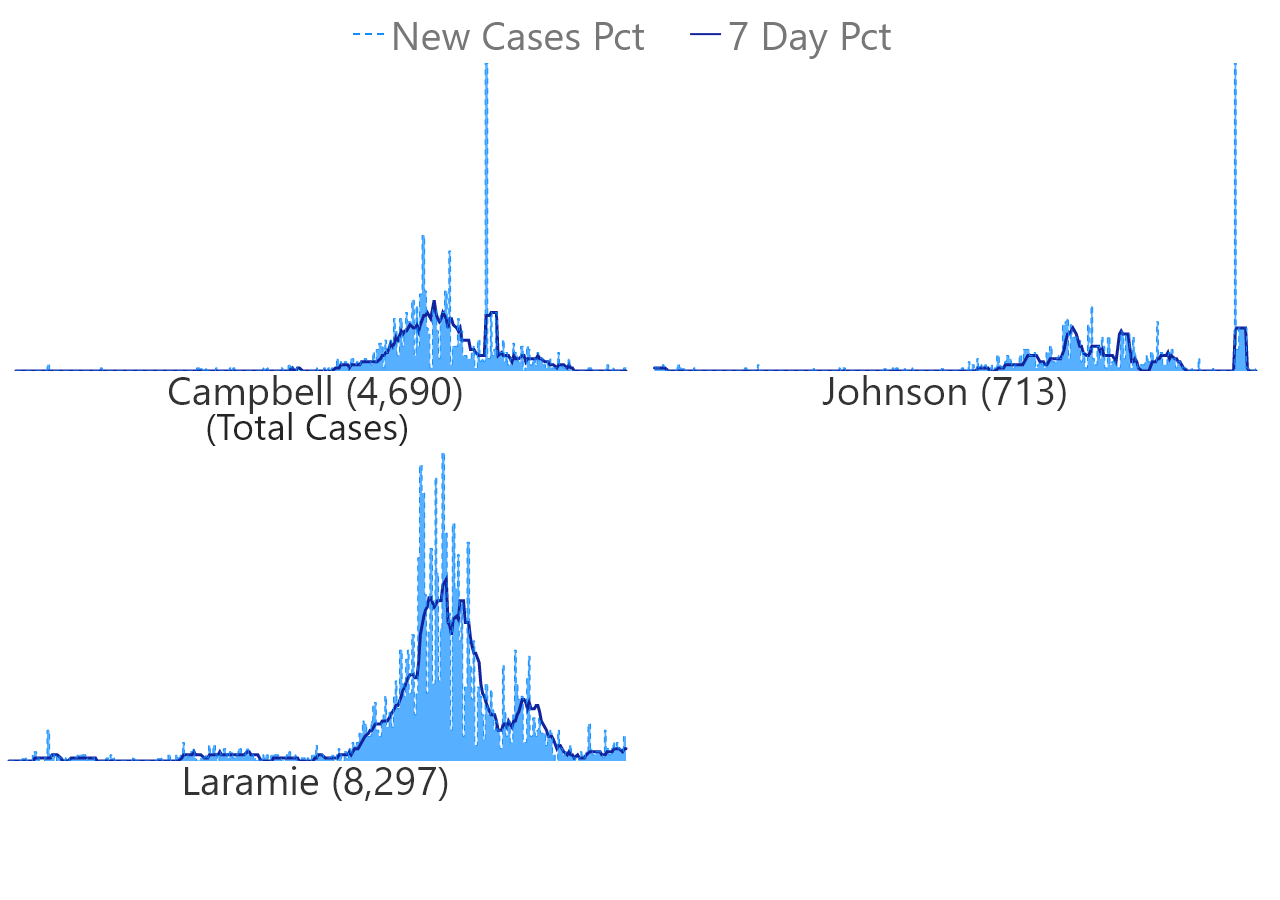 New Cases Pct 7 Day Pct
Campbell (4,690) Johnson (713)
(Total Cases)
Laramie (8,297)